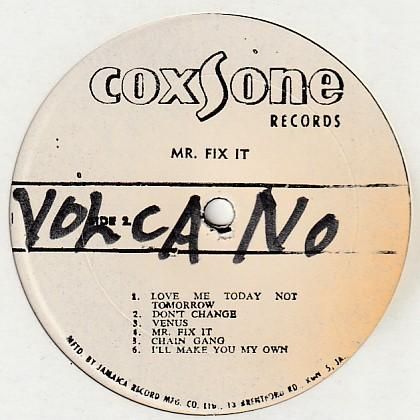 coxsone
RECORDS
MR. FIX IT
SIDE 2
VOLCANO
1. LOVE ME TODAY NOT
TOMORROW
2. DON'T CHANGE
3. VENUS
4. MR. FIX IT
5. CHAIN GANG
6. I'LL MAKE YOU MY OWN
MFTD. BY JAMAICA RECORD MFG. CO. LTD., 13 BRENTFORD RD., KGN 5, JA.